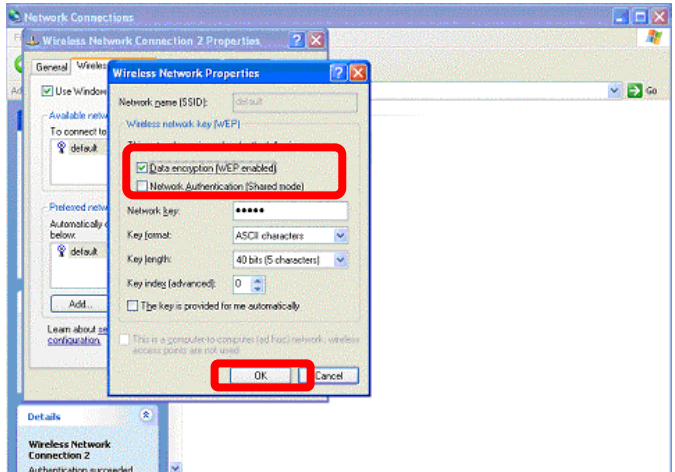 Network Connections
Wireless Network Connection 2 Properties
General Wireless
Wireless Network Properties
Use Window
Go
Network name (SSID):
default
Available netw
Wireless network key (WEP)
To connect to
default
Data encryption (WEP enabled)
Network Authentication (Shared mode)
Preferred netw
Network key:
•••••
Automatically
below:
Key format:
ASCII characters
default
Key length:
40 bits (5 characters)
Key index (advanced):
0
Add...
The key is provided for me automatically
Learn about se
configuration.
This is a computer-to-computer (ad hoc) network; wireless
access points are not used
OK
Cancel
Details
Wireless Network
Connection 2
Authentication succeeded